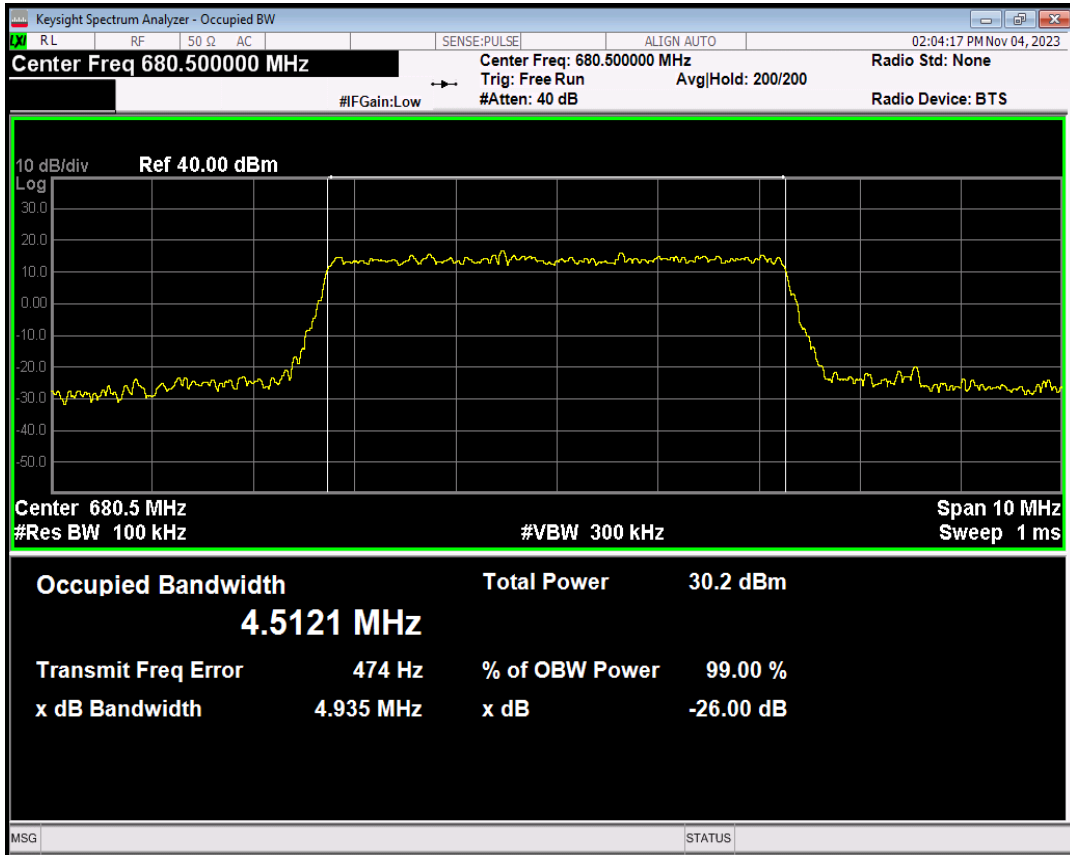 Keysight Spectrum Analyzer - Occupied BW
LXI RL RF 50 Ω AC SENSE:PULSE ALIGN AUTO 02:04:17 PM Nov 04, 2023
Center Freq 680.500000 MHz Center Freq: 680.500000 MHz Radio Std: None
Trig: Free Run Avg|Hold: 200/200
#IFGain:Low #Atten: 40 dB Radio Device: BTS
10 dB/div Ref 40.00 dBm
Log
30.0
20.0
10.0
0.00
-10.0
-20.0
-30.0
-40.0
-50.0
Center 680.5 MHz Span 10 MHz
#Res BW 100 kHz #VBW 300 kHz Sweep 1 ms
Occupied Bandwidth Total Power 30.2 dBm
4.5121 MHz
Transmit Freq Error 474 Hz % of OBW Power 99.00 %
x dB Bandwidth 4.935 MHz x dB -26.00 dB
MSG STATUS